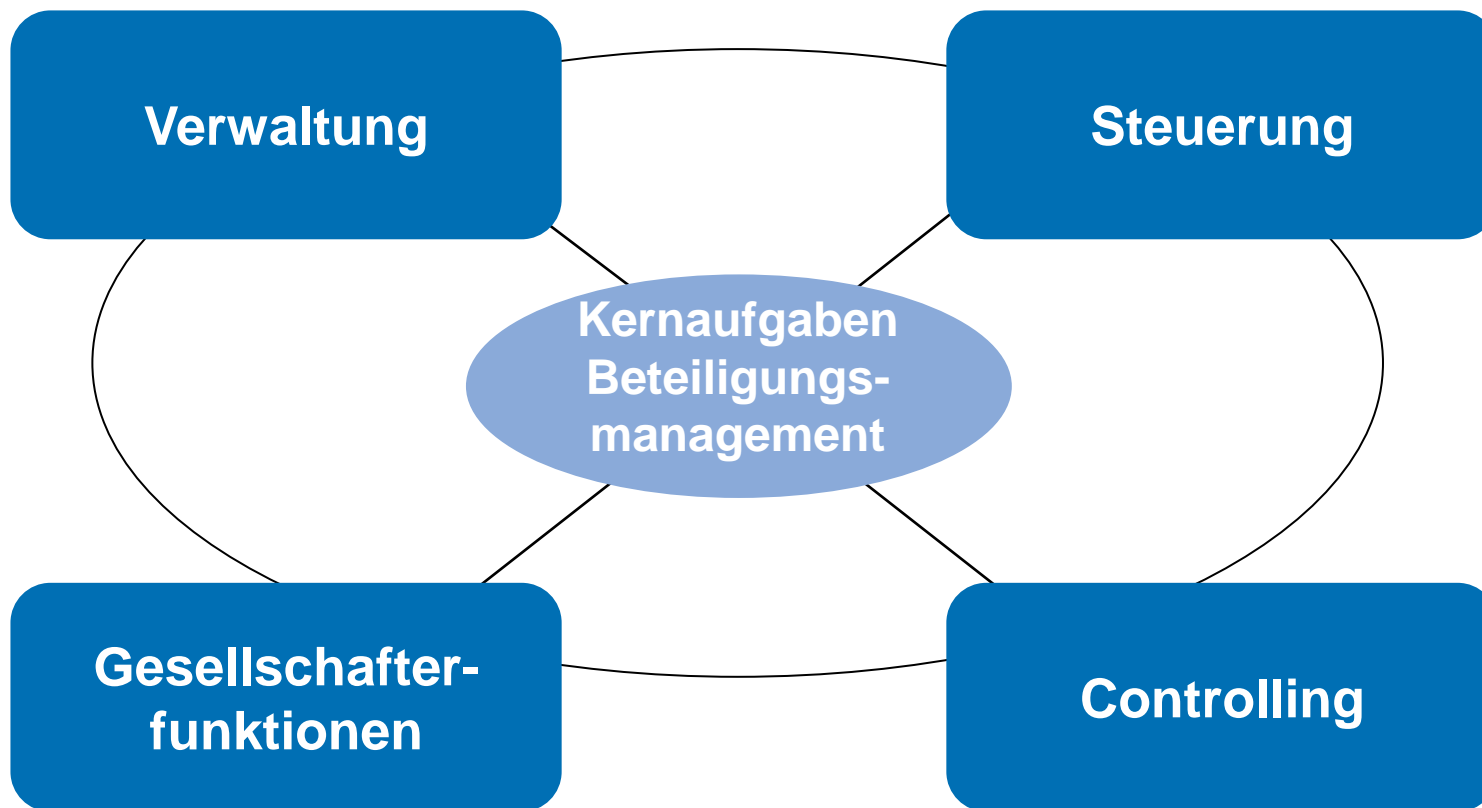 Verwaltung
Steuerung
Kernaufgaben
Beteiligungs-
management
Gesellschafter-
funktionen
Controlling